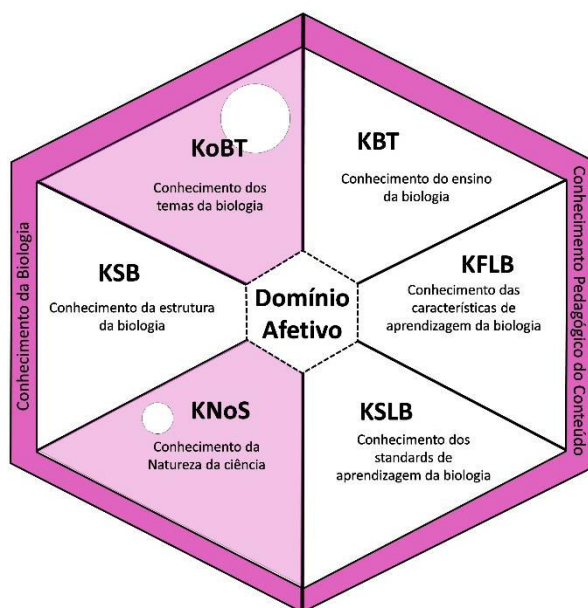 KoBT
Conhecimento dos
temas da biologia
KBT
Conhecimento do ensino
da biologia
KSB
Conhecimento da estrutura
da biologia
Domínio
Afetivo
KFLB
Conhecimento das
características de
aprendizagem da biologia
KNoS
Conhecimento da
Natureza da ciência
KSLB
Conhecimento dos
standards de
aprendizagem da biologia
Conhecimento da Biologia
Conhecimento Pedagógico do Conteúdo